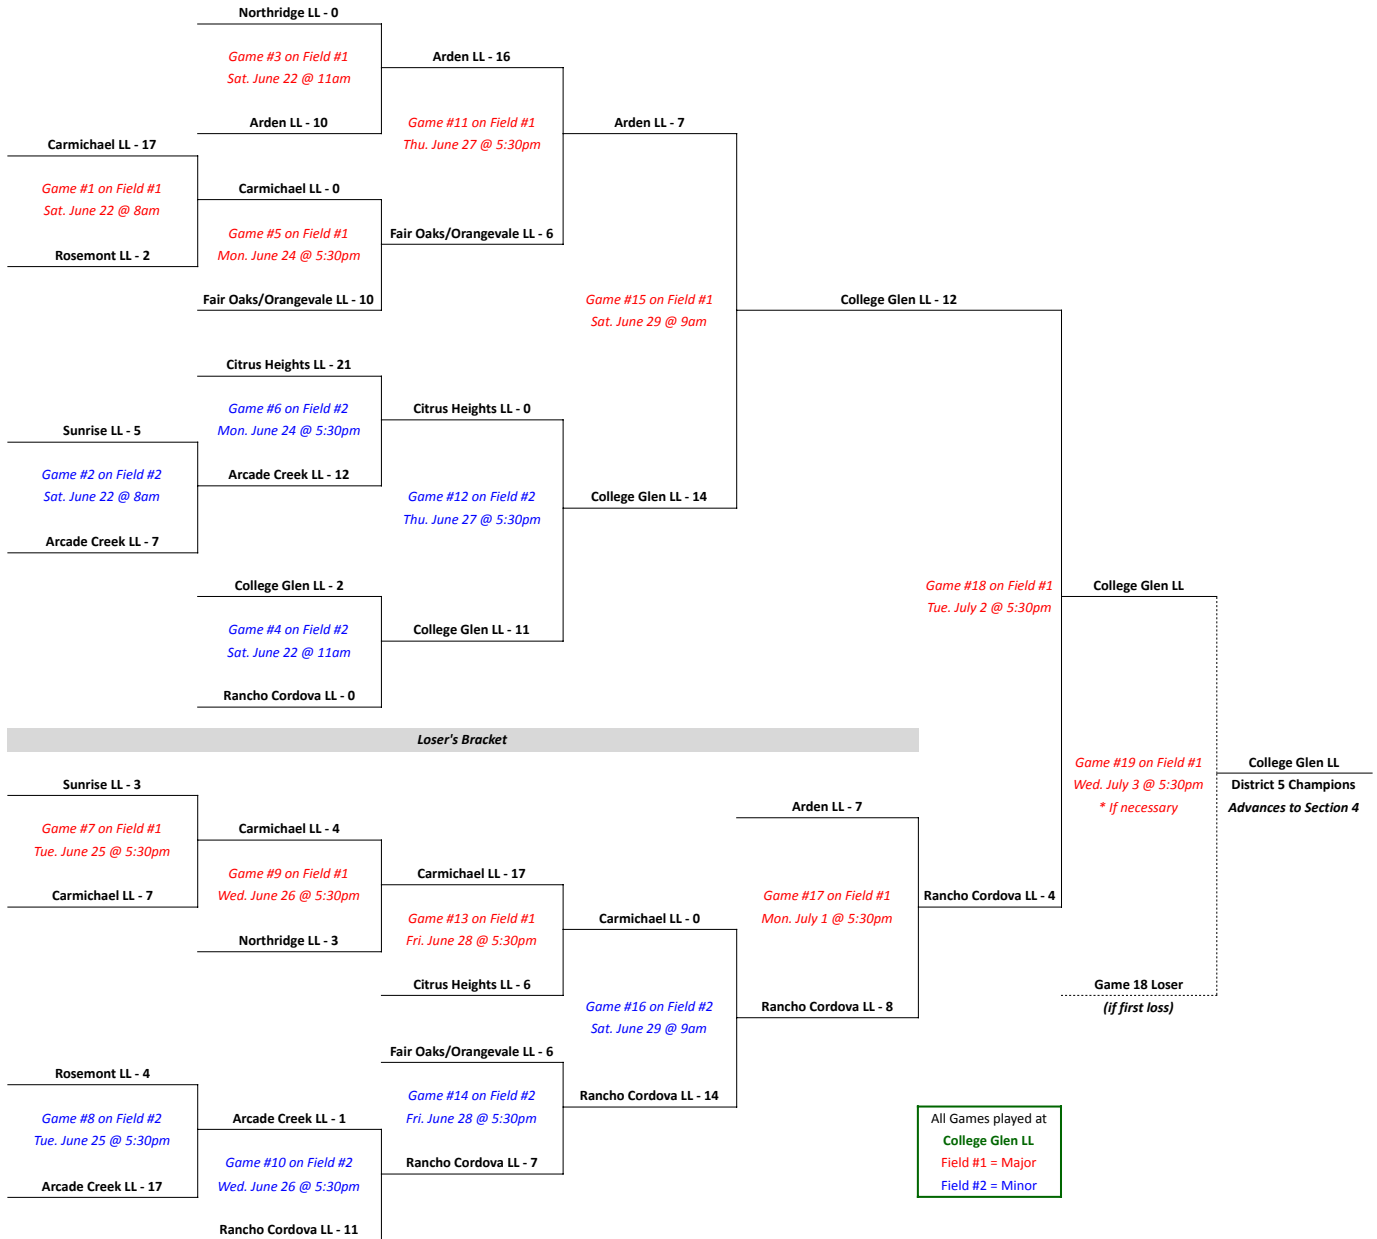 Northridge LL - 0
Game #3 on Field #1
Sat. June 22 @ 11am
Arden LL - 10
Arden LL - 16
Game #11 on Field #1
Thu. June 27 @ 5:30pm
Arden LL - 7
Carmichael LL - 17
Game #1 on Field #1
Sat. June 22 @ 8am
Rosemont LL - 2
Carmichael LL - 0
Game #5 on Field #1
Mon. June 24 @ 5:30pm
Fair Oaks/Orangevale LL - 10
Fair Oaks/Orangevale LL - 6
Game #15 on Field #1
Sat. June 29 @ 9am
College Glen LL - 12
Citrus Heights LL - 21
Game #6 on Field #2
Mon. June 24 @ 5:30pm
Arcade Creek LL - 12
Sunrise LL - 5
Game #2 on Field #2
Sat. June 22 @ 8am
Arcade Creek LL - 7
Citrus Heights LL - 0
Game #12 on Field #2
Thu. June 27 @ 5:30pm
College Glen LL - 14
College Glen LL - 2
Game #4 on Field #2
Sat. June 22 @ 11am
Rancho Cordova LL - 0
College Glen LL - 11
Game #18 on Field #1
Tue. July 2 @ 5:30pm
College Glen LL
Loser's Bracket
Sunrise LL - 3
Game #7 on Field #1
Tue. June 25 @ 5:30pm
Carmichael LL - 7
Carmichael LL - 4
Game #9 on Field #1
Wed. June 26 @ 5:30pm
Northridge LL - 3
Carmichael LL - 17
Game #13 on Field #1
Fri. June 28 @ 5:30pm
Citrus Heights LL - 6
Carmichael LL - 0
Game #16 on Field #2
Sat. June 29 @ 9am
Arden LL - 7
Game #17 on Field #1
Mon. July 1 @ 5:30pm
Rancho Cordova LL - 8
Rancho Cordova LL - 4
Game #19 on Field #1
Wed. July 3 @ 5:30pm
* If necessary
College Glen LL
District 5 Champions
Advances to Section 4
Game 18 Loser
(if first loss)
Rosemont LL - 4
Game #8 on Field #2
Tue. June 25 @ 5:30pm
Arcade Creek LL - 17
Arcade Creek LL - 1
Game #10 on Field #2
Wed. June 26 @ 5:30pm
Rancho Cordova LL - 11
Fair Oaks/Orangevale LL - 6
Game #14 on Field #2
Fri. June 28 @ 5:30pm
Rancho Cordova LL - 7
Rancho Cordova LL - 14
All Games played at
College Glen LL
Field #1 = Major
Field #2 = Minor